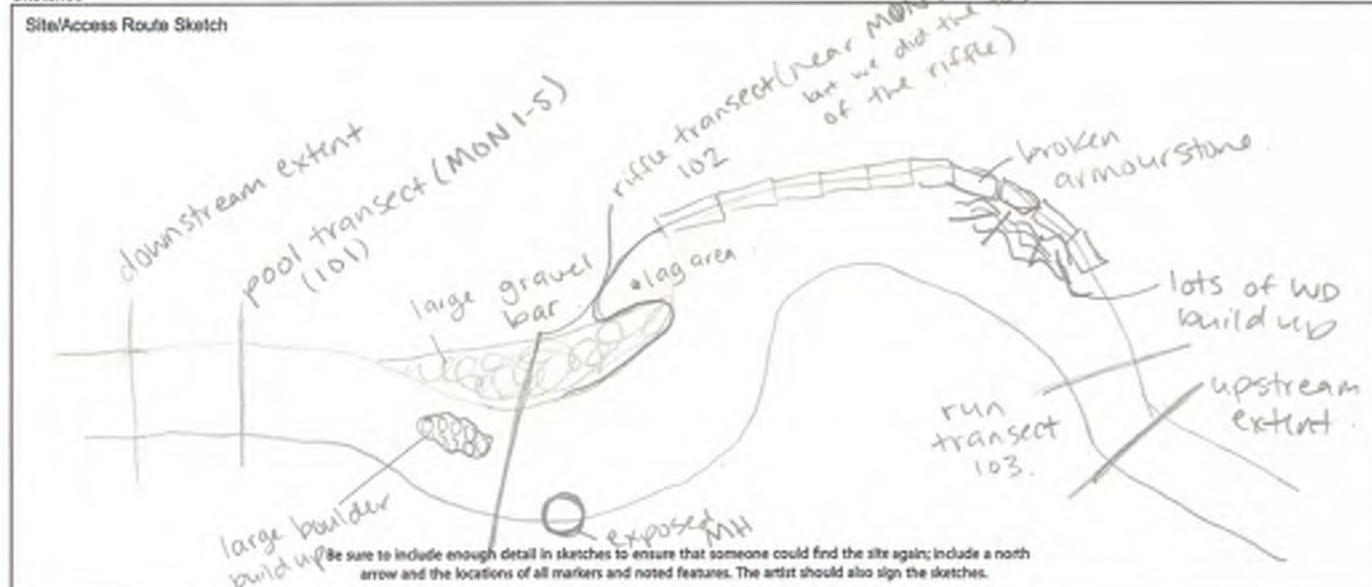 Site/Access Route Sketch
downstream extent
pool transect (MON 1-5)
(101)
large gravel
bar
riffle transect (near
102
but we did the
of the riffle)
lag area
broken
armourstone
lots of WD
build up
upstream
extent
run
transect
103.
large boulder
build up
exposed MH
Be sure to include enough detail in sketches to ensure that someone could find the site again; include a north
arrow and the locations of all markers and noted features. The artist should also sign the sketches.